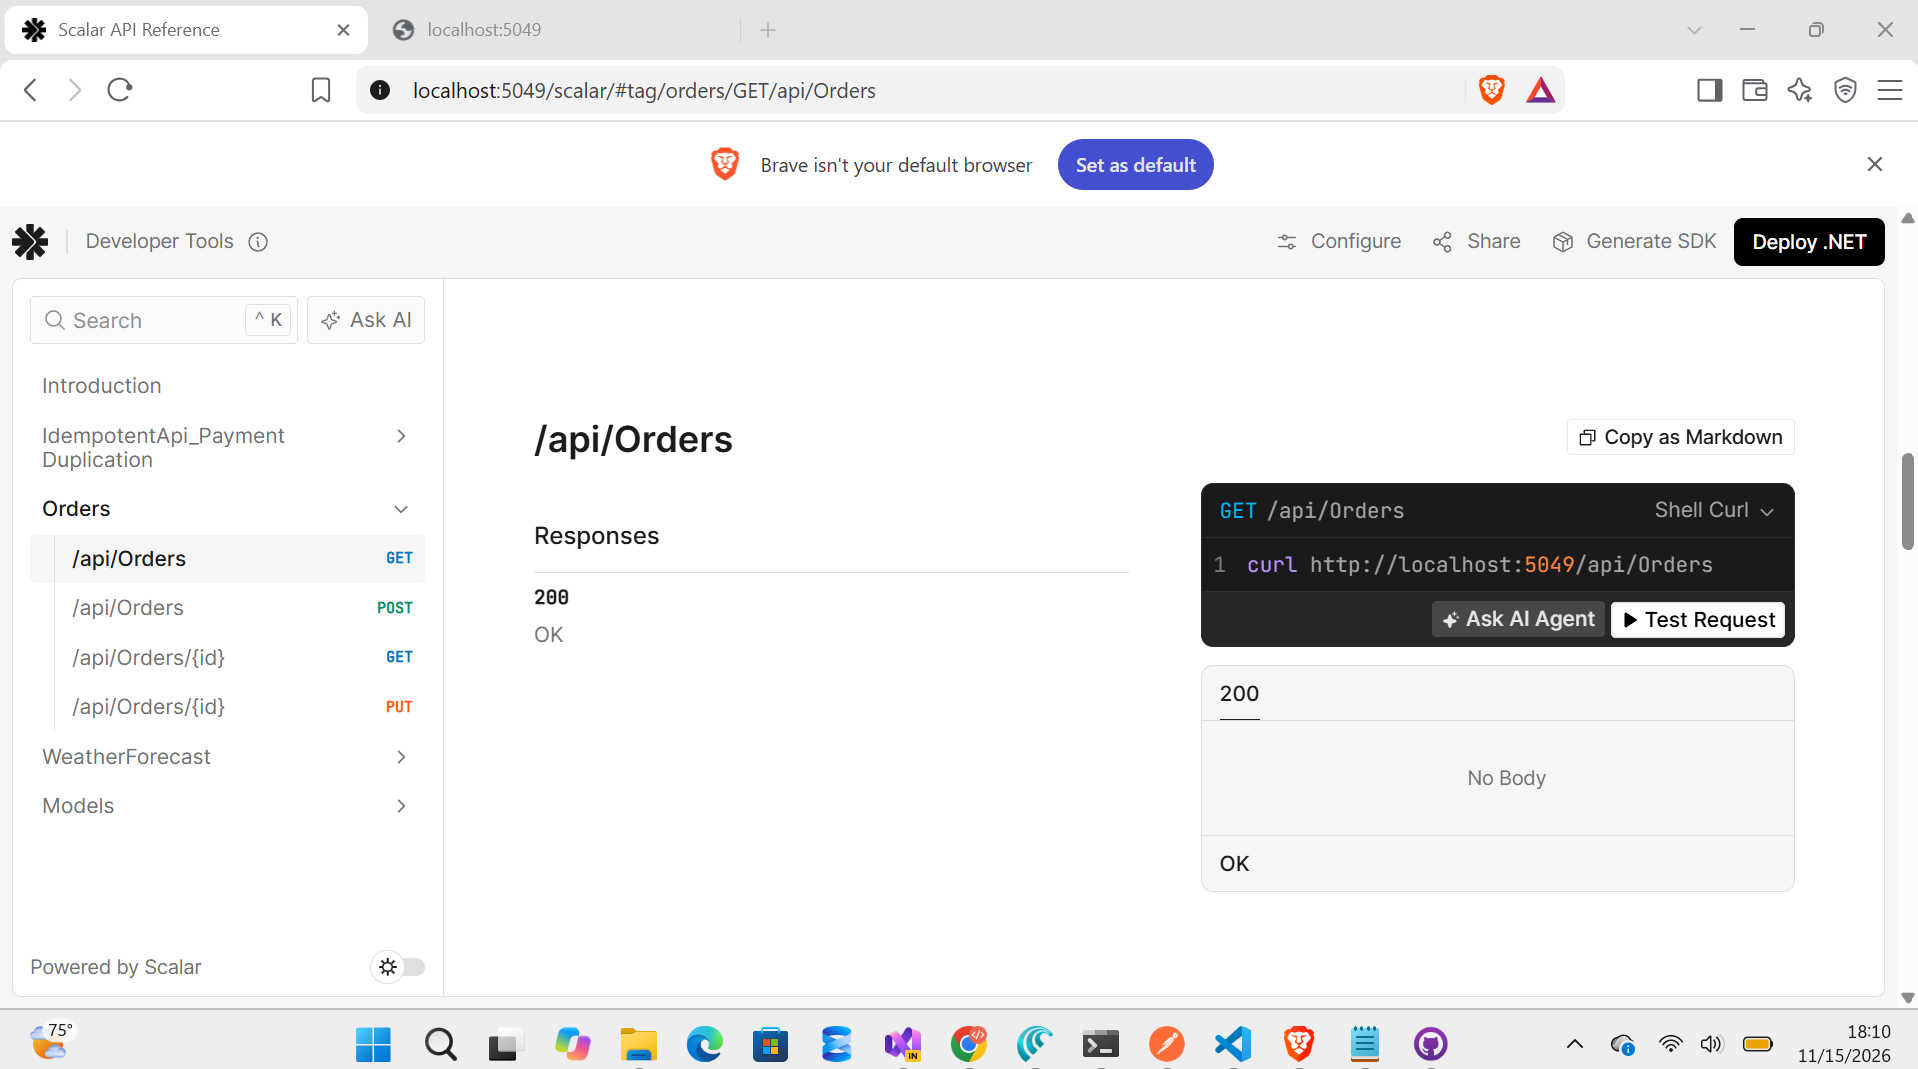 Scalar API Reference
localhost:5049
localhost:5049/scalar/#tag/orders/GET/api/Orders
Brave isn't your default browser
Set as default
Developer Tools
Configure
Share
Generate SDK
Deploy .NET
Search
^ K
Ask AI
Introduction
IdempotentApi_Payment
Duplication
Orders
/api/Orders GET
/api/Orders POST
/api/Orders/{id} GET
/api/Orders/{id} PUT
WeatherForecast
Models
Powered by Scalar
/api/Orders
Copy as Markdown
Responses
200
OK
GET /api/Orders
Shell Curl
1 curl http://localhost:5049/api/Orders
Ask AI Agent
Test Request
200
No Body
OK
75°
IN
18:10
11/15/2026